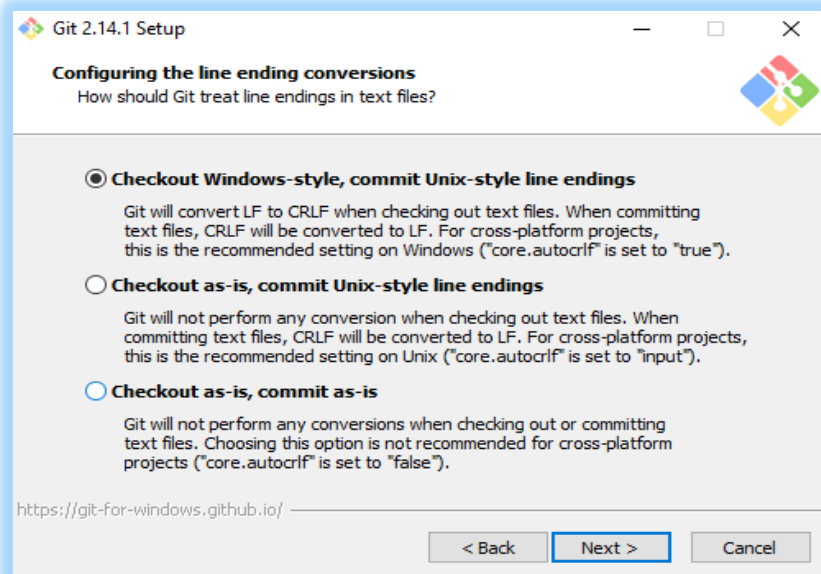 Git 2.14.1 Setup
Configuring the line ending conversions
How should Git treat line endings in text files?
Checkout Windows-style, commit Unix-style line endings
Git will convert LF to CRLF when checking out text files. When committing
text files, CRLF will be converted to LF. For cross-platform projects,
this is the recommended setting on Windows ("core.autocrlf" is set to "true").
Checkout as-is, commit Unix-style line endings
Git will not perform any conversion when checking out text files. When
committing text files, CRLF will be converted to LF. For cross-platform projects,
this is the recommended setting on Unix ("core.autocrlf" is set to "input").
Checkout as-is, commit as-is
Git will not perform any conversions when checking out or committing
text files. Choosing this option is not recommended for cross-platform
projects ("core.autocrlf" is set to "false").
https://git-for-windows.github.io/
< Back Next > Cancel